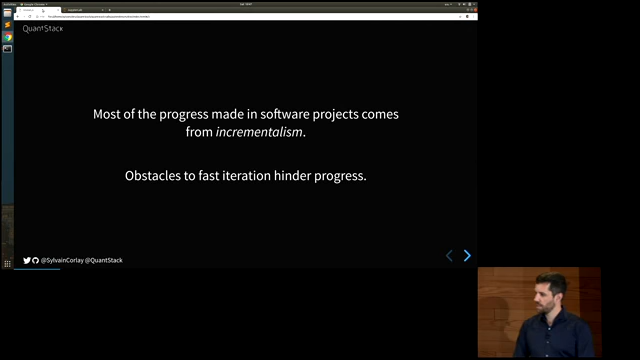 QuantStack
Most of the progress made in software projects comes
from incrementalism.
Obstacles to fast iteration hinder progress.
@SylvainCorlay @QuantStack